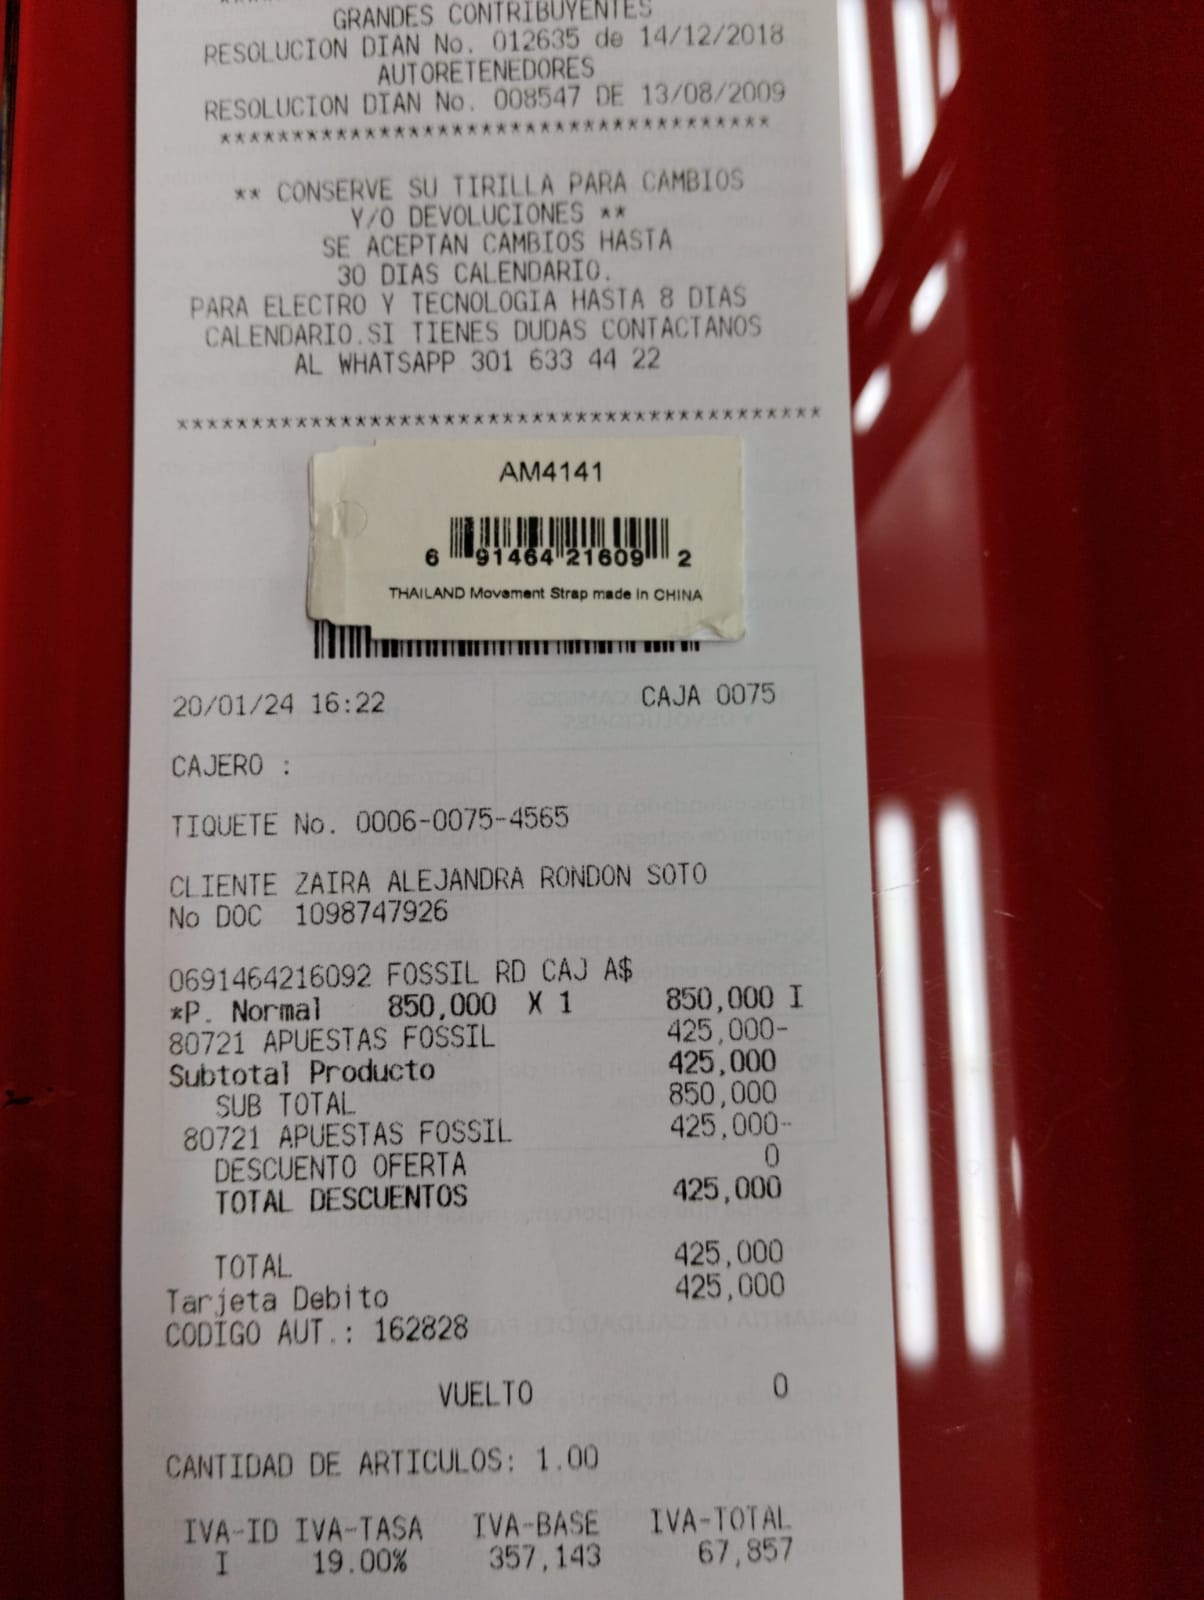 GRANDES CONTRIBUYENTES
RESOLUCION DIAN No. 012635 de 14/12/2018
AUTORETENEDORES
RESOLUCION DIAN No. 008547 DE 13/08/2009
***************************************
** CONSERVE SU TIRILLA PARA CAMBIOS
Y/O DEVOLUCIONES **
SE ACEPTAN CAMBIOS HASTA
30 DIAS CALENDARIO.
PARA ELECTRO Y TECNOLOGIA HASTA 8 DIAS
CALENDARIO.SI TIENES DUDAS CONTACTANOS
AL WHATSAPP 301 633 44 22
********************************************
AM4141
6 91464 21609 2
THAILAND Movement Strap made in CHINA
20/01/24 16:22 CAJA 0075
CAJERO :
TIQUETE No. 0006-0075-4565
CLIENTE ZAIRA ALEJANDRA RONDON SOTO
No DOC 1098747926
0691464216092 FOSSIL RD CAJ A$
*P. Normal 850,000 X 1 850,000 I
80721 APUESTAS FOSSIL 425,000-
Subtotal Producto 425,000
SUB TOTAL 850,000
80721 APUESTAS FOSSIL 425,000-
DESCUENTO OFERTA 0
TOTAL DESCUENTOS 425,000
TOTAL 425,000
Tarjeta Debito 425,000
CODIGO AUT.: 162828
VUELTO 0
CANTIDAD DE ARTICULOS: 1.00
IVA-ID IVA-TASA IVA-BASE IVA-TOTAL
I 19.00% 357,143 67,857